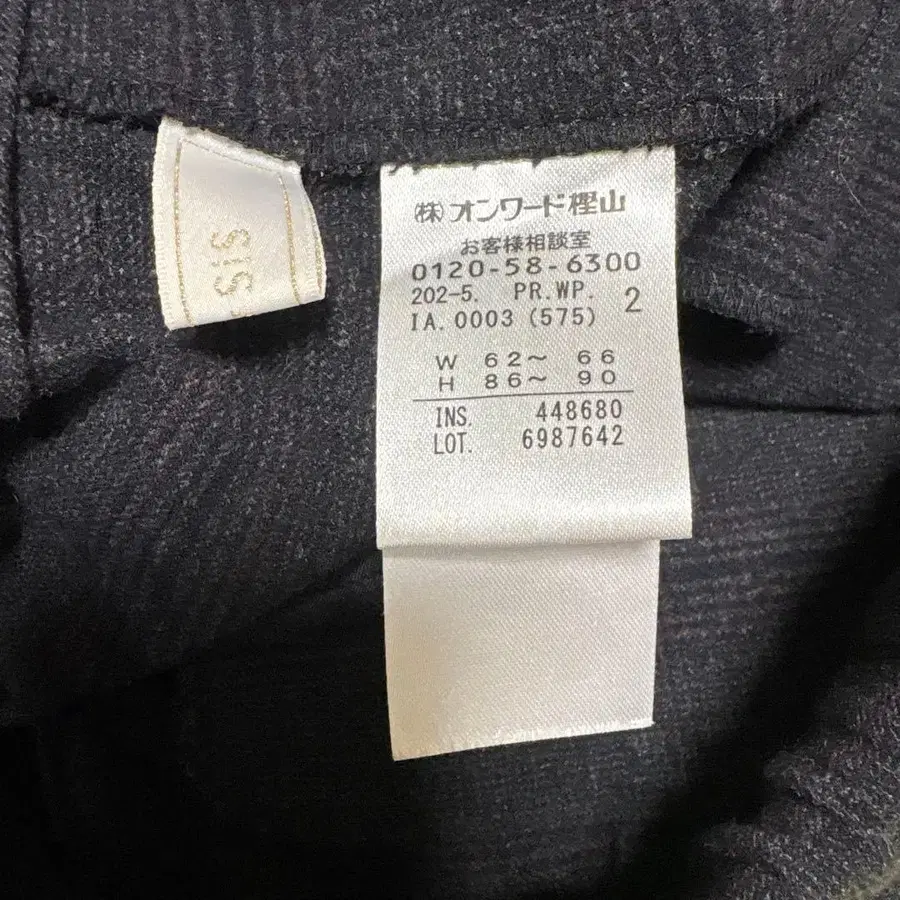 sis
㈱オンワード樫山
お客様相談室
0120-58-6300
202-5. PR.WP. 2
IA.0003 (575)
W 62～ 66
H 86～ 90
INS. 448680
LOT. 6987642